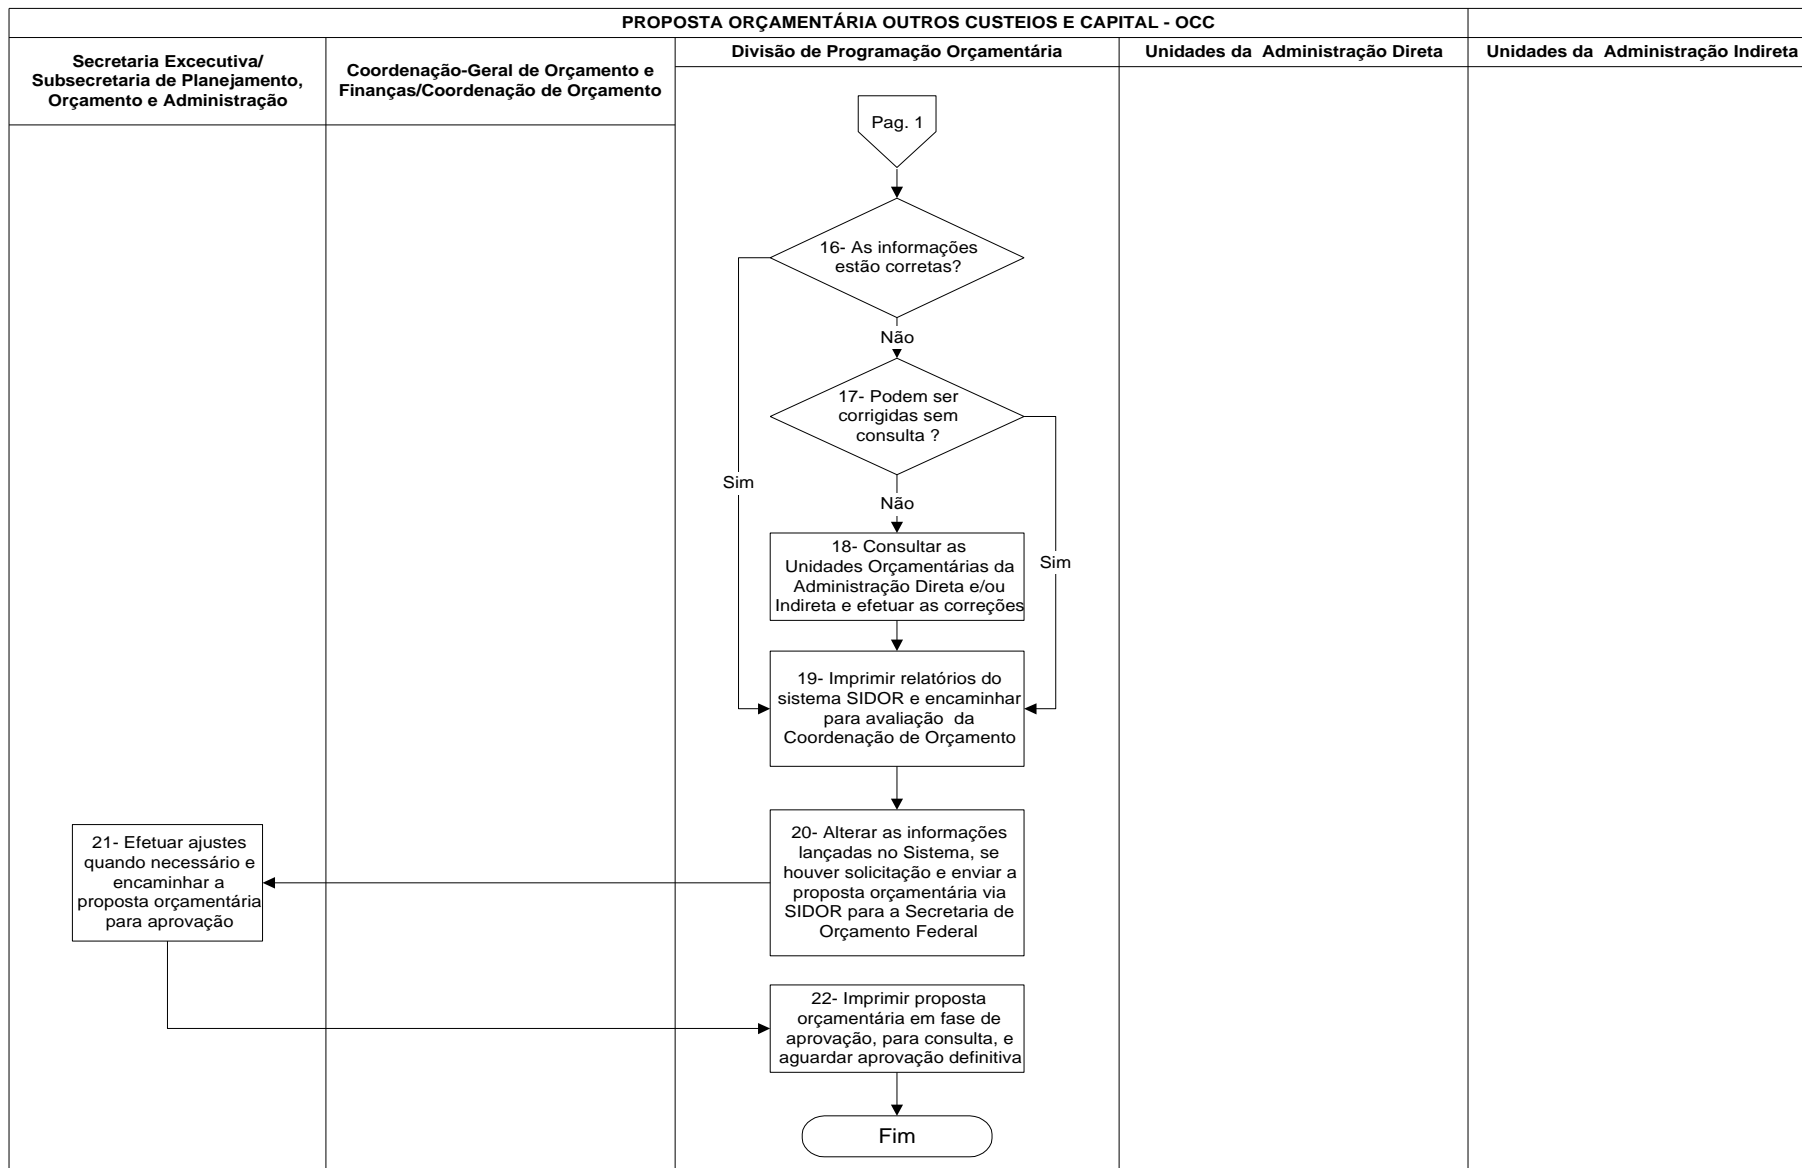 PROPOSTA ORÇAMENTÁRIA OUTROS CUSTEIOS E CAPITAL - OCC
Secretaria Excecutiva/
Subsecretaria de Planejamento,
Orçamento e Administração
Coordenação-Geral de Orçamento e
Finanças/Coordenação de Orçamento
Divisão de Programação Orçamentária
Unidades da Administração Direta
Unidades da Administração Indireta
Pag. 1
16- As informações
estão corretas?
Não
17- Podem ser
corrigidas sem
consulta ?
Sim
Não
18- Consultar as
Unidades Orçamentárias da
Administração Direta e/ou
Indireta e efetuar as correções
Sim
19- Imprimir relatórios do
sistema SIDOR e encaminhar
para avaliação da
Coordenação de Orçamento
20- Alterar as informações
lançadas no Sistema, se
houver solicitação e enviar a
proposta orçamentária via
SIDOR para a Secretaria de
Orçamento Federal
21- Efetuar ajustes
quando necessário e
encaminhar a
proposta orçamentária
para aprovação
22- Imprimir proposta
orçamentária em fase de
aprovação, para consulta, e
aguardar aprovação definitiva
Fim